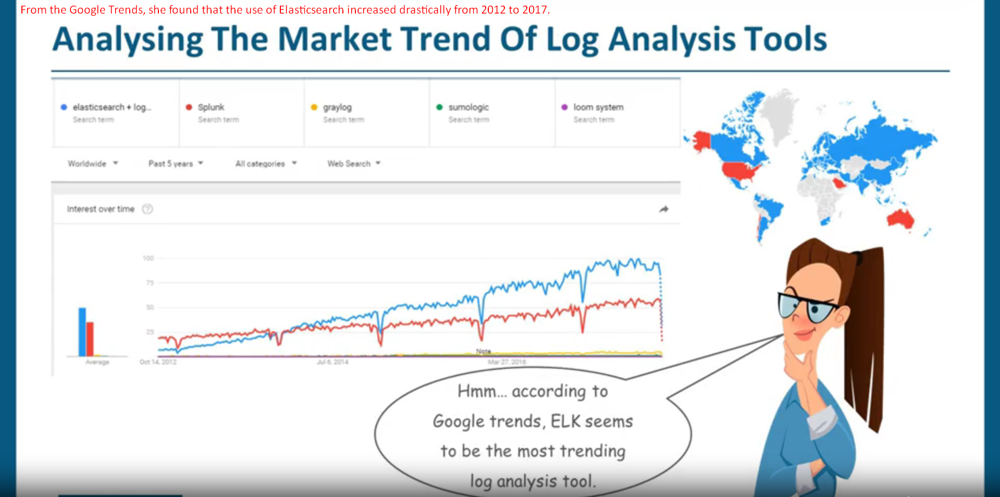 From the Google Trends, she found that the use of Elasticsearch increased drastically from 2012 to 2017.
Analysing The Market Trend Of Log Analysis Tools
elasticsearch + log...
Search term
Splunk
Search term
graylog
Search term
sumologic
Search term
loom system
Search term
Worldwide
Past 5 years
All categories
Web Search
Interest over time ?
100
75
50
25
Note
Average
Oct 14, 2012
Jul 6, 2014
Mar 27, 2016
Hmm... according to
Google trends, ELK seems
to be the most trending
log analysis tool.